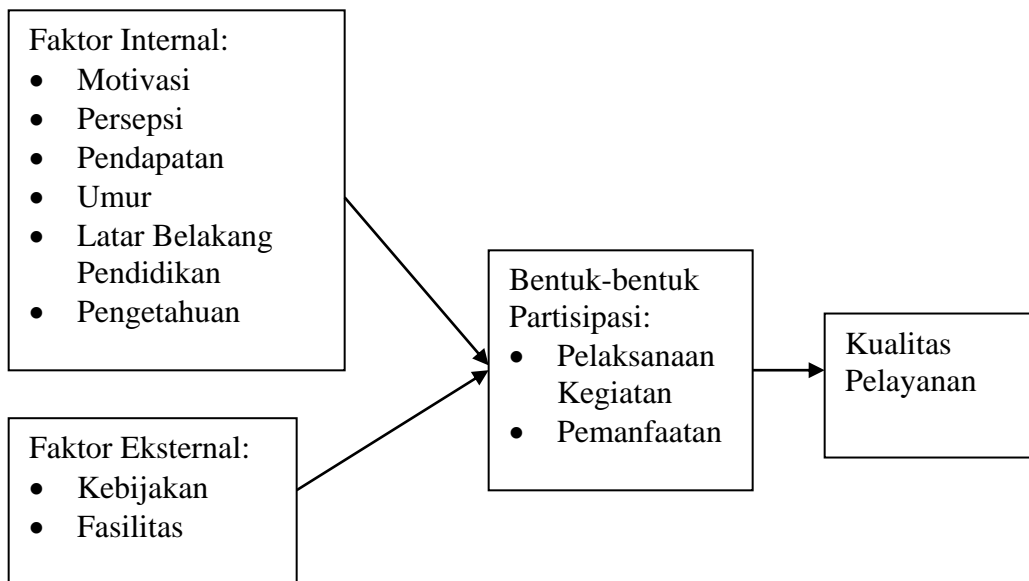 Faktor Internal:
• Motivasi
• Persepsi
• Pendapatan
• Umur
• Latar Belakang
Pendidikan
• Pengetahuan
Faktor Eksternal:
• Kebijakan
• Fasilitas
Bentuk-bentuk
Partisipasi:
• Pelaksanaan
Kegiatan
• Pemanfaatan
Kualitas
Pelayanan